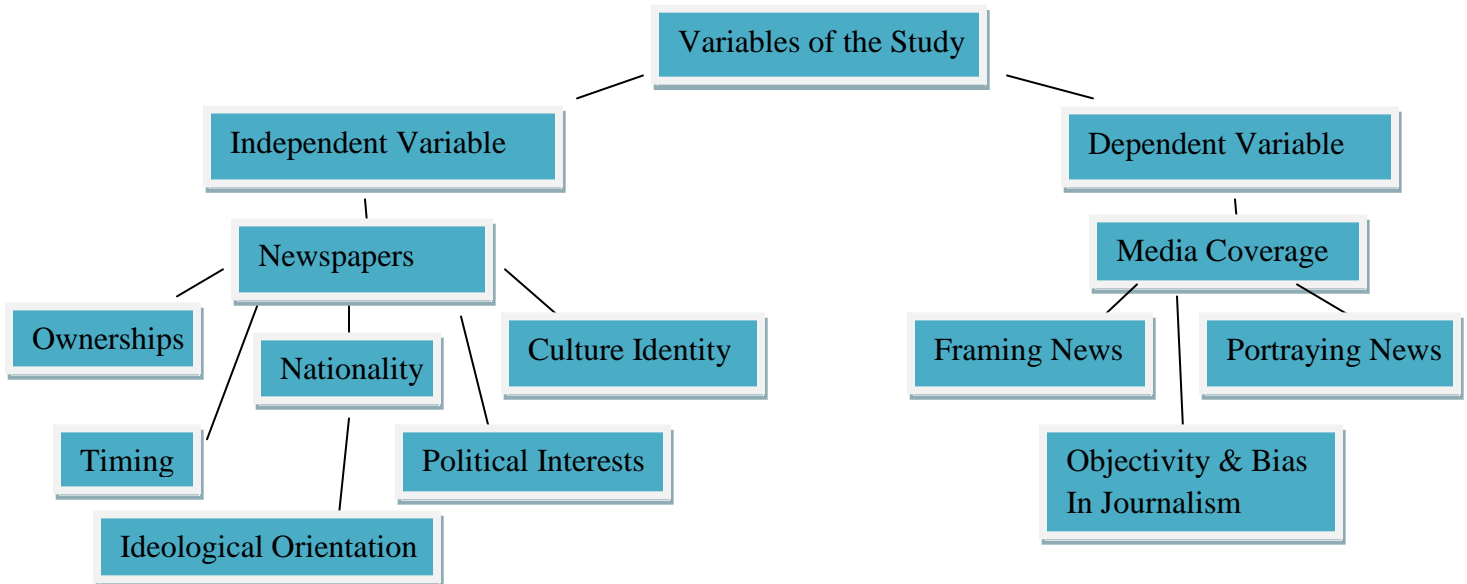 Variables of the Study
Independent Variable
Dependent Variable
Newspapers
Media Coverage
Ownerships
Nationality
Culture Identity
Framing News
Portraying News
Timing
Political Interests
Objectivity & Bias
In Journalism
Ideological Orientation